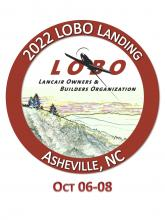 2022 LOBO LANDING
LOBO
LANCAIR OWNERS &
BUILDERS ORGANIZATION
ASHEVILLE, NC
OCT 06-08